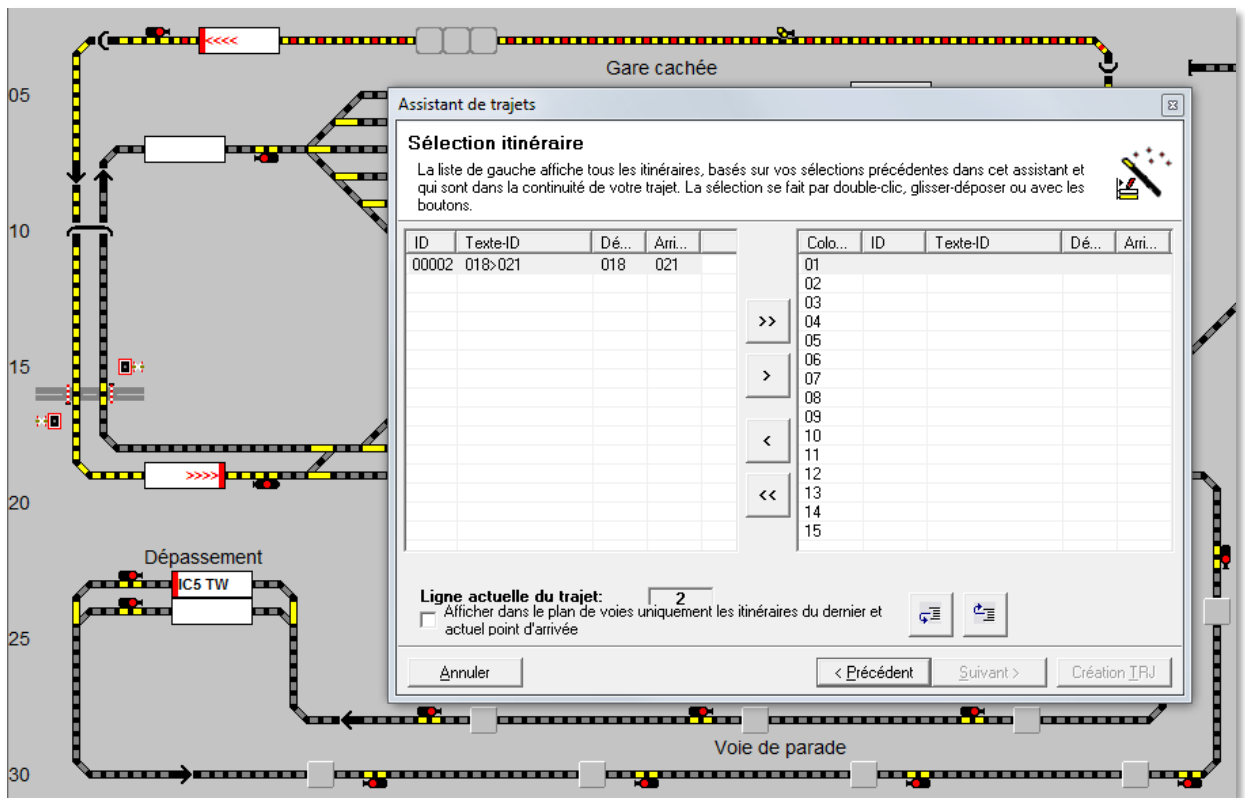 <<<<
Gare cachée
05
Assistant de trajets
Sélection itinéraire
La liste de gauche affiche tous les itinéraires, basés sur vos sélections précédentes dans cet assistant et
qui sont dans la continuité de votre trajet. La sélection se fait par double-clic, glisser-déposer ou avec les
boutons.
10
ID Texte-ID Dé... Arri...
00002 018>021 018 021
Colo... ID Texte-ID Dé... Arri...
01
02
03
04
05
06
07
08
09
10
11
12
13
14
15
>>
>
<
<<
15
>>>>
20
Dépassement
IC5 TW
Ligne actuelle du trajet: 2
Afficher dans le plan de voies uniquement les itinéraires du dernier et
actuel point d'arrivée
25
Annuler
< Précédent
Suivant >
Création TRJ
Voie de parade
30